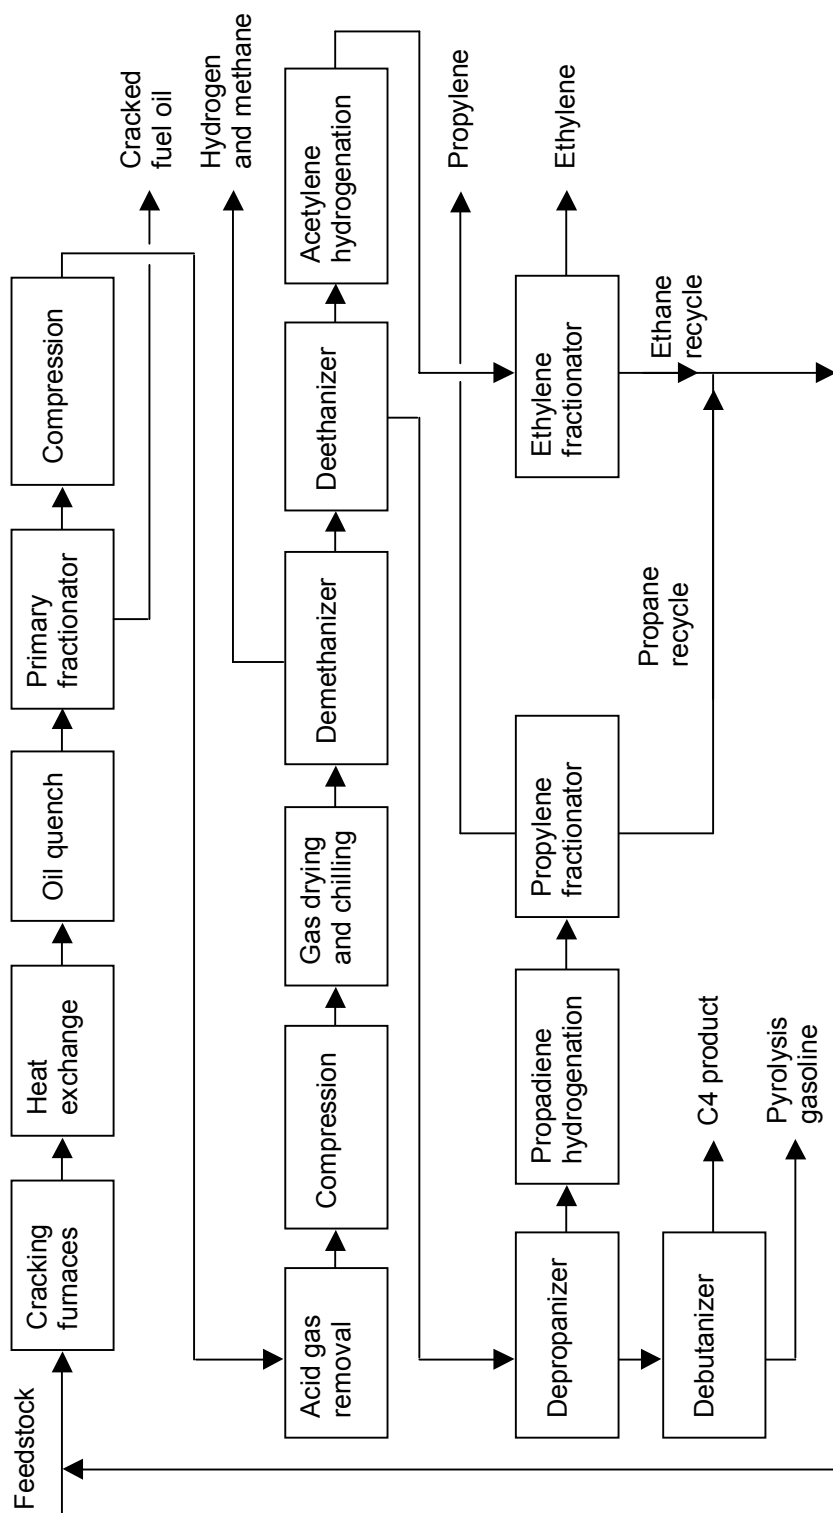 Feedstock
Cracking
furnaces
Heat
exchange
Oil quench
Primary
fractionator
Compression
Cracked
fuel oil
Acid gas
removal
Compression
Gas drying
and chilling
Demethanizer
Deethanizer
Acetylene
hydrogenation
Hydrogen
and methane
Depropanizer
Propadiene
hydrogenation
Propylene
fractionator
Ethylene
fractionator
Propylene
Ethylene
Debutanizer
C4 product
Pyrolysis
gasoline
Propane
recycle
Ethane
recycle